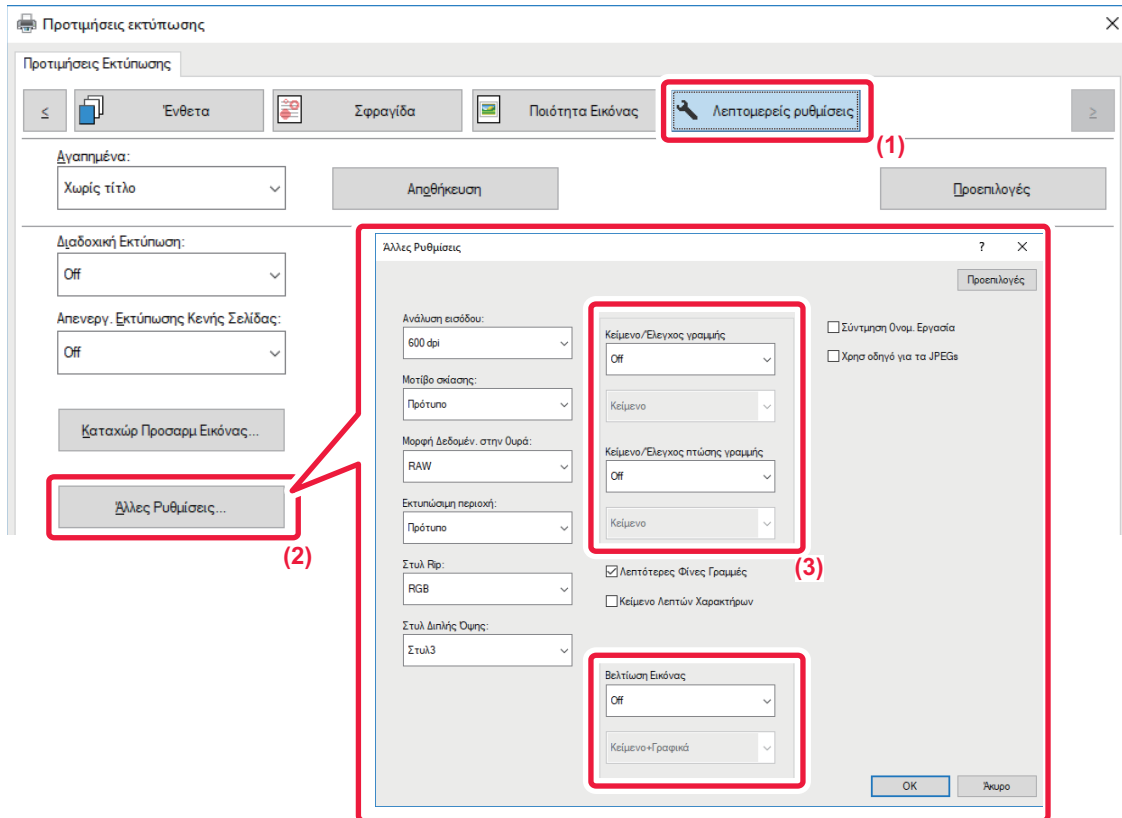 Προτιμήσεις εκτύπωσης
Προτιμήσεις Εκτύπωσης
<
Ένθετα
Σφραγίδα
Ποιότητα Εικόνας
Λεπτομερείς ρυθμίσεις
>
(1)
Αγαπημένα:
Χωρίς τίτλο
Αποθήκευση
Προεπιλογές
Διαδοχική Εκτύπωση:
Off
Απενεργ. Εκτύπωσης Κενής Σελίδας:
Off
Καταχώρ Προσαρμ Εικόνας...
Άλλες Ρυθμίσεις...
(2)
Άλλες Ρυθμίσεις
?
Προεπιλογές
Ανάλυση εισόδου:
600 dpi
Μοτίβο σκίασης:
Πρότυπο
Μορφή Δεδομέν. στην Ουρά:
RAW
Εκτυπώσιμη περιοχή:
Πρότυπο
Στυλ Rip:
RGB
Στυλ Διπλής Όψης:
Στυλ3
Κείμενο/Έλεγχος γραμμής
Off
Κείμενο
Κείμενο/Έλεγχος πτώσης γραμμής
Off
Κείμενο
(3)
Λεπτότερες Φίνες Γραμμές
Κείμενο Λεπτών Χαρακτήρων
Βελτίωση Εικόνας
Off
Κείμενο+Γραφικά
Σύντμηση Ονομ. Εργασία
Χρησ οδηγό για τα JPEGs
OK
Άκυρο